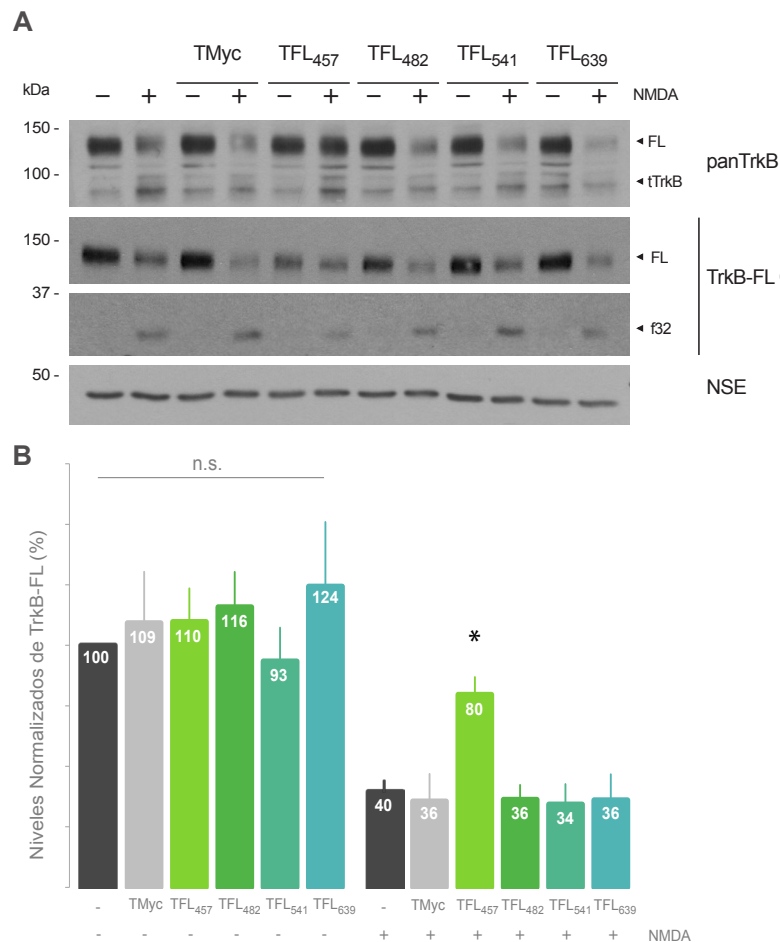 A
TMyc TFL457 TFL482 TFL541 TFL639
kDa − + − + − + − + − + − + NMDA
150 -
100 -
FL
tTrkB
panTrkB
150 -
FL
TrkB-FL
37 -
f32
50 -
NSE
B
n.s.
Niveles Normalizados de TrkB-FL (%)
100 109 110 116 93 124 40 36 80 36 34 36
*
- TMyc TFL457 TFL482 TFL541 TFL639 - TMyc TFL457 TFL482 TFL541 TFL639
- - - - - - + + + + + + NMDA